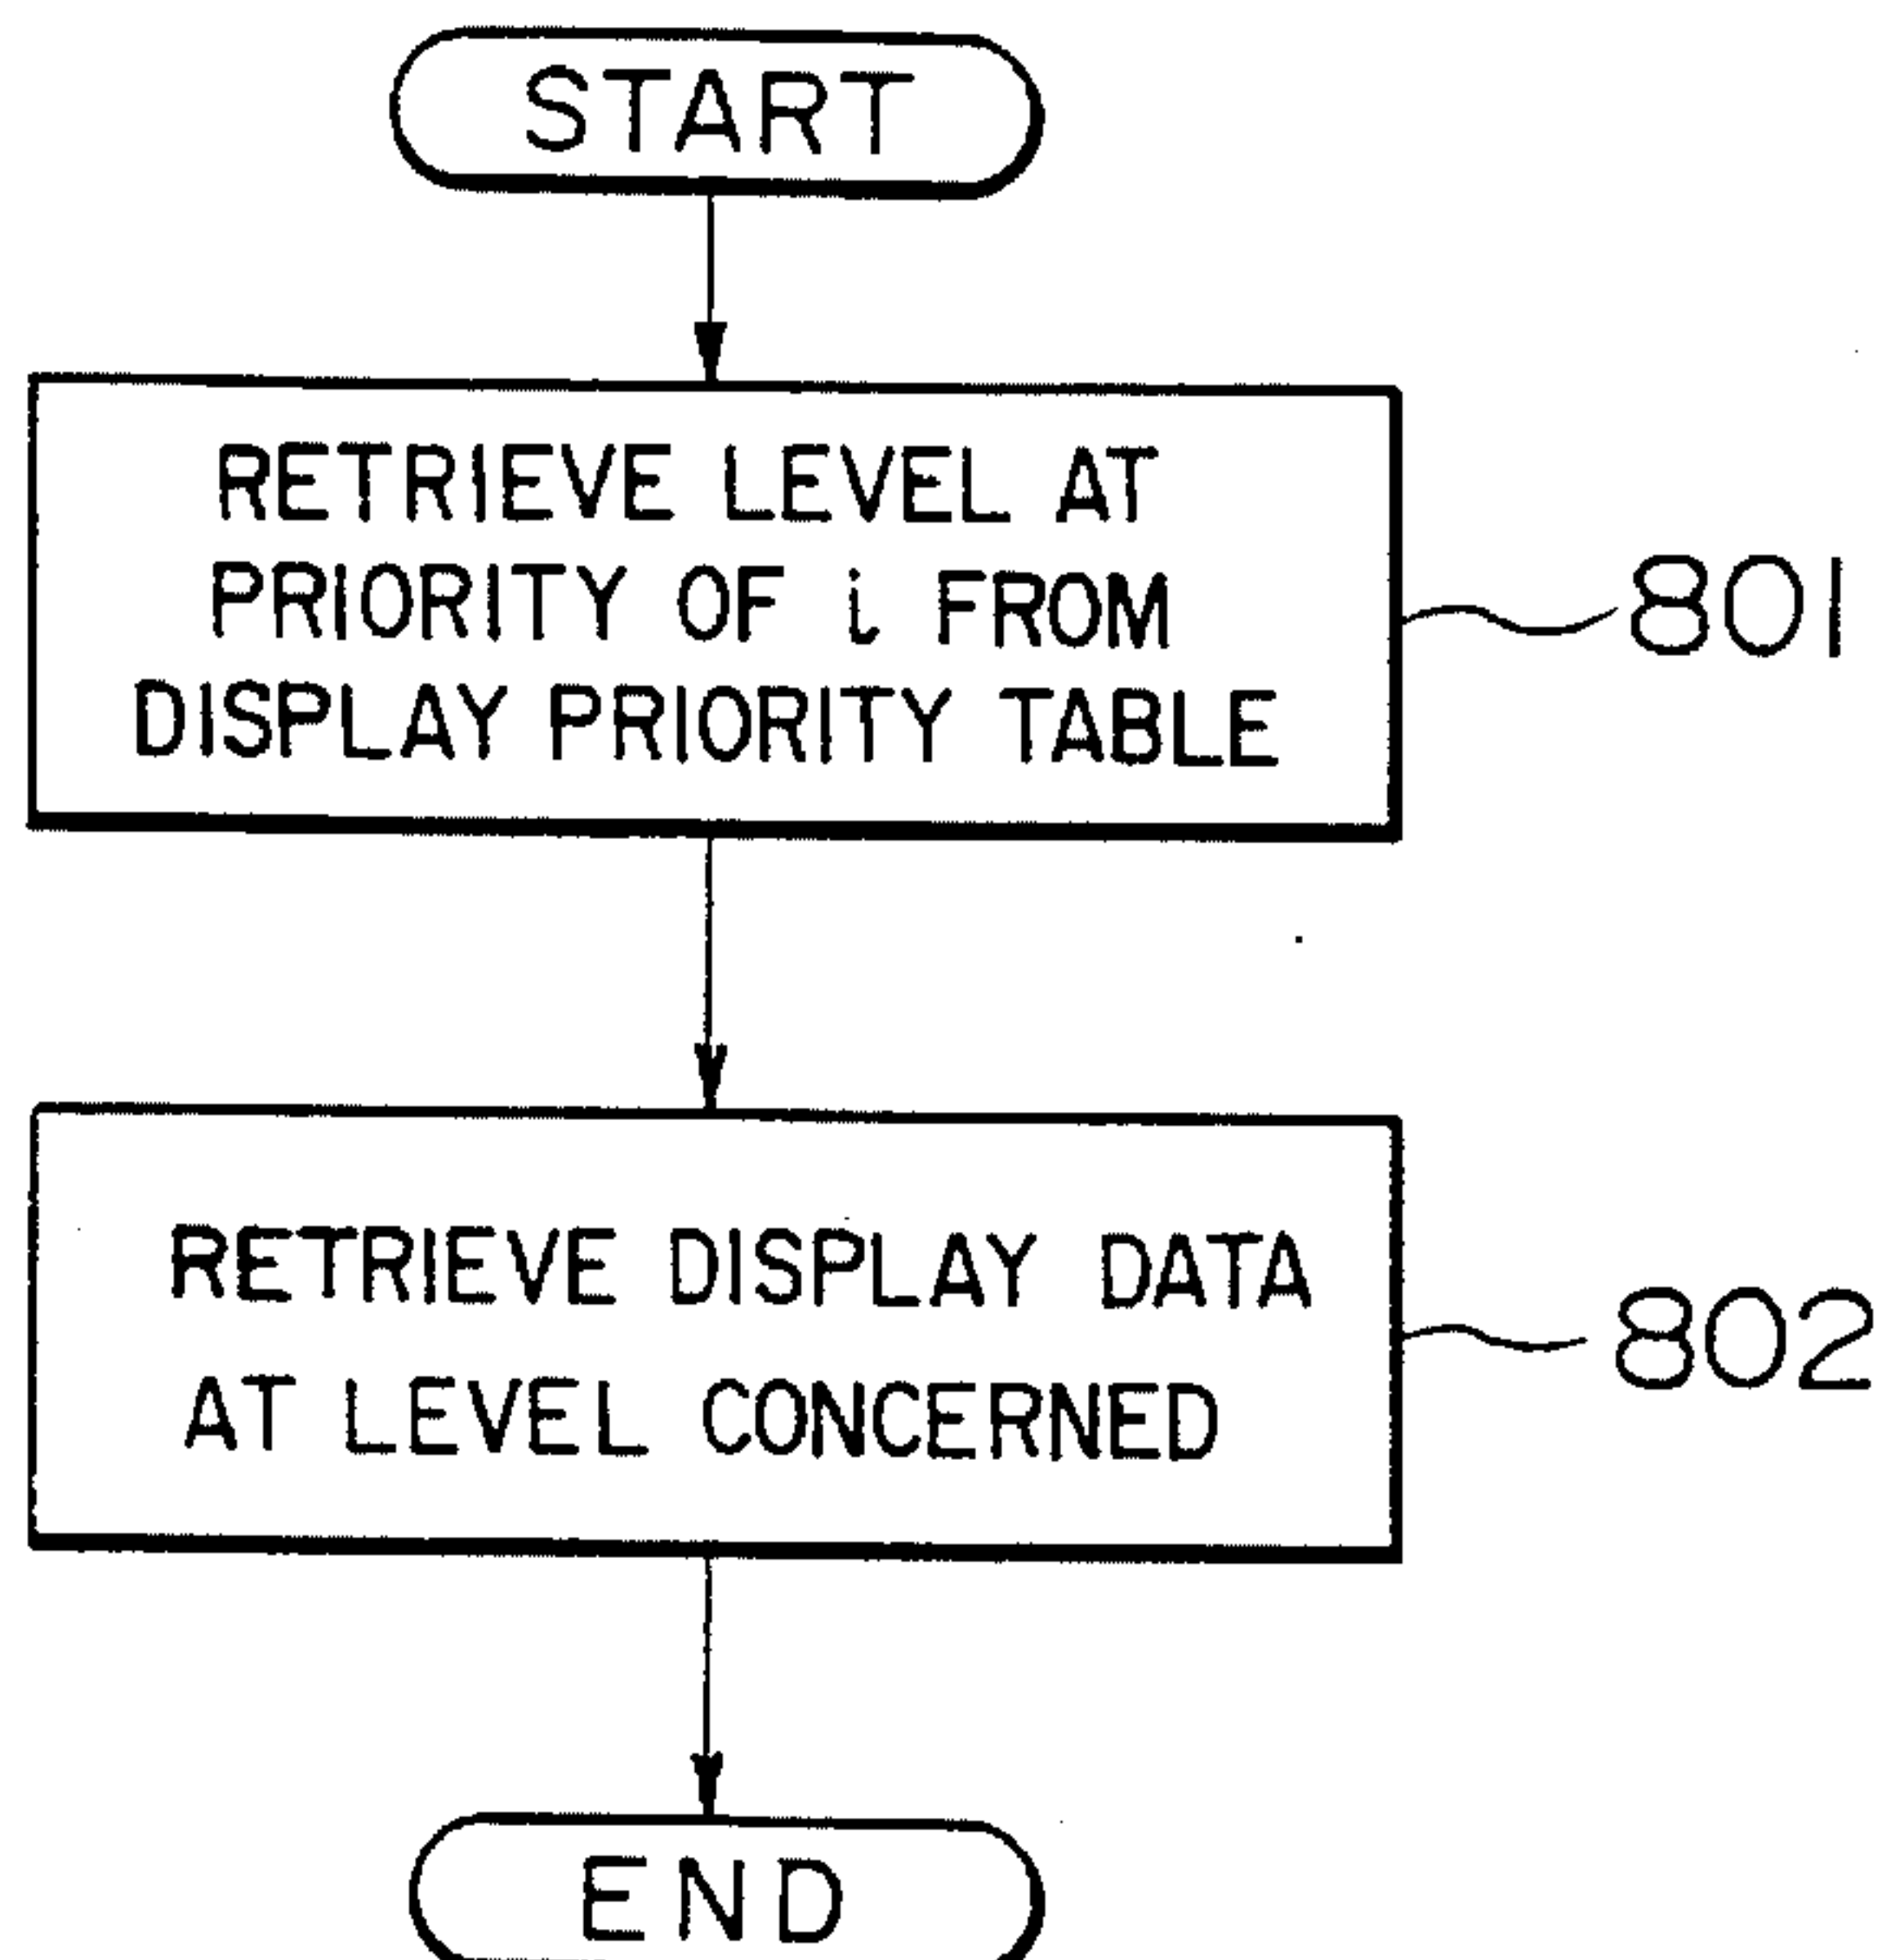 START
RETRIEVE LEVEL AT
PRIORITY OF i FROM
DISPLAY PRIORITY TABLE
801
RETRIEVE DISPLAY DATA
AT LEVEL CONCERNED
802
END